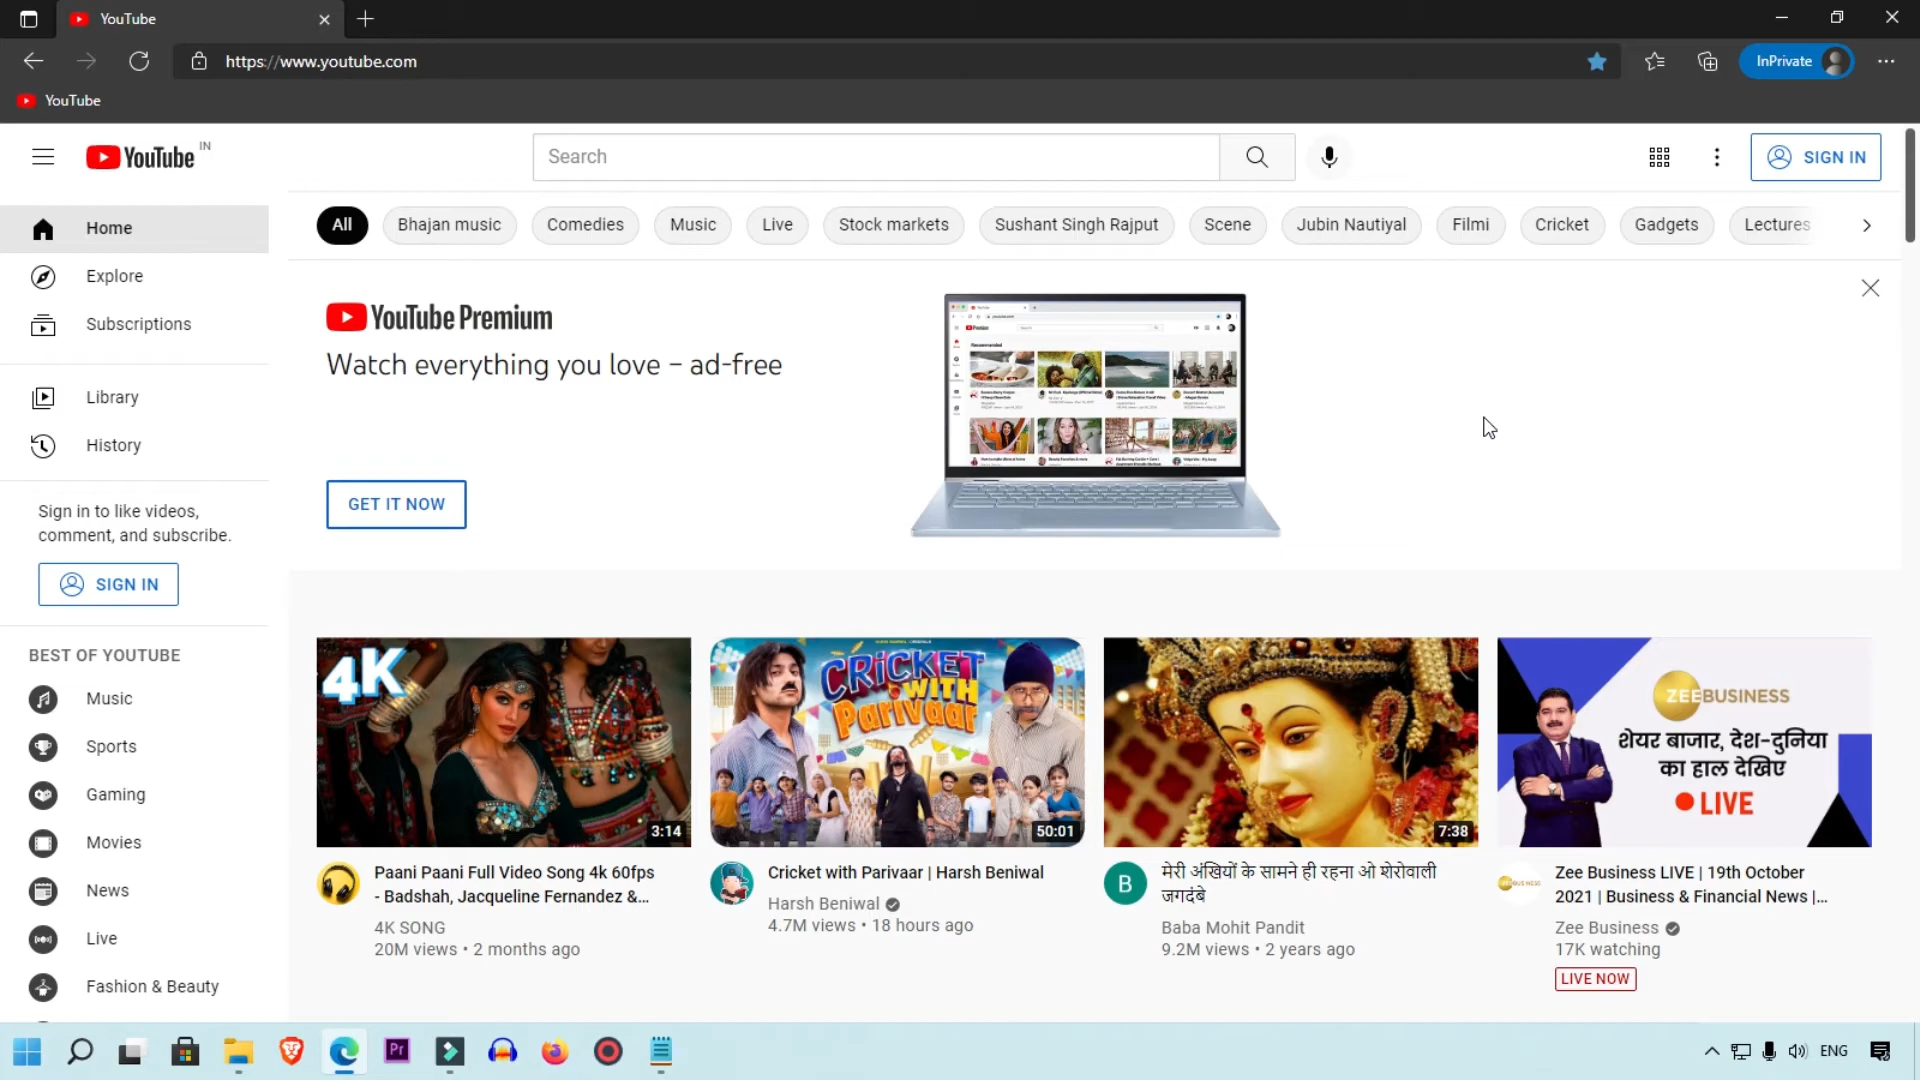 YouTube
https://www.youtube.com
InPrivate
YouTube
YouTube IN
Search
SIGN IN
Home
Explore
Subscriptions
Library
History
Sign in to like videos,
comment, and subscribe.
SIGN IN
BEST OF YOUTUBE
Music
Sports
Gaming
Movies
News
Live
Fashion & Beauty
All
Bhajan music
Comedies
Music
Live
Stock markets
Sushant Singh Rajput
Scene
Jubin Nautiyal
Filmi
Cricket
Gadgets
Lectures
YouTube Premium
Watch everything you love – ad-free
GET IT NOW
4K
3:14
Paani Paani Full Video Song 4k 60fps
- Badshah, Jacqueline Fernandez &...
4K SONG
20M views • 2 months ago
CRICKET
WITH
Parivaar
50:01
Cricket with Parivaar | Harsh Beniwal
Harsh Beniwal
4.7M views • 18 hours ago
7:38
B
मेरी अंखियों के सामने ही रहना ओ शेरोवाली
जगदंबे
Baba Mohit Pandit
9.2M views • 2 years ago
ZEEBUSINESS
शेयर बाजार, देश-दुनिया
का हाल देखिए
LIVE
Zee Business LIVE | 19th October
2021 | Business & Financial News |...
Zee Business
17K watching
LIVE NOW
Pr
ENG